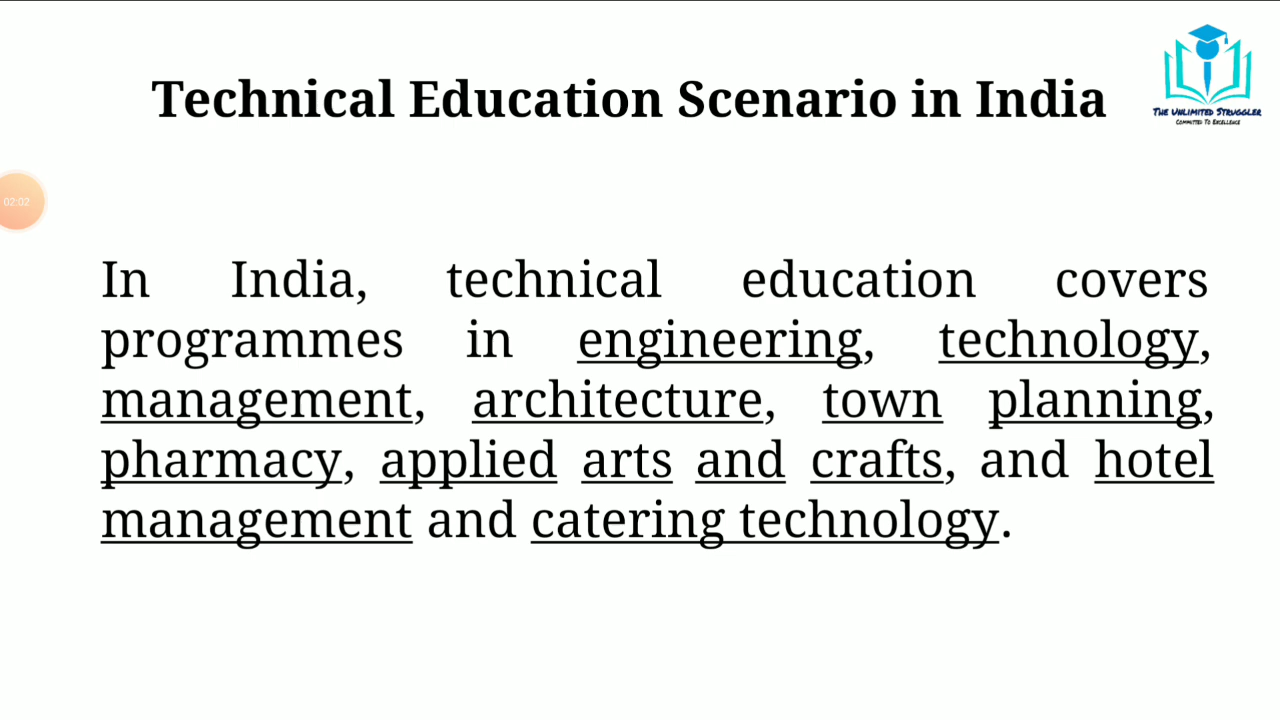 Technical Education Scenario in India
THE UNLIMITED STRUGGLER
COMMITTED TO EXCELLENCE
02:02
In India, technical education covers
programmes in engineering, technology,
management, architecture, town planning,
pharmacy, applied arts and crafts, and hotel
management and catering technology.